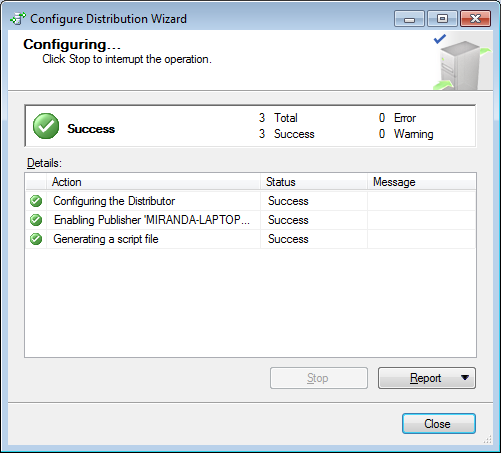 Configure Distribution Wizard
Configuring...
Click Stop to interrupt the operation.
Success
3 Total 0 Error
3 Success 0 Warning
Details:
Action Status Message
Configuring the Distributor Success
Enabling Publisher 'MIRANDA-LAPTOP... Success
Generating a script file Success
Stop Report
Close